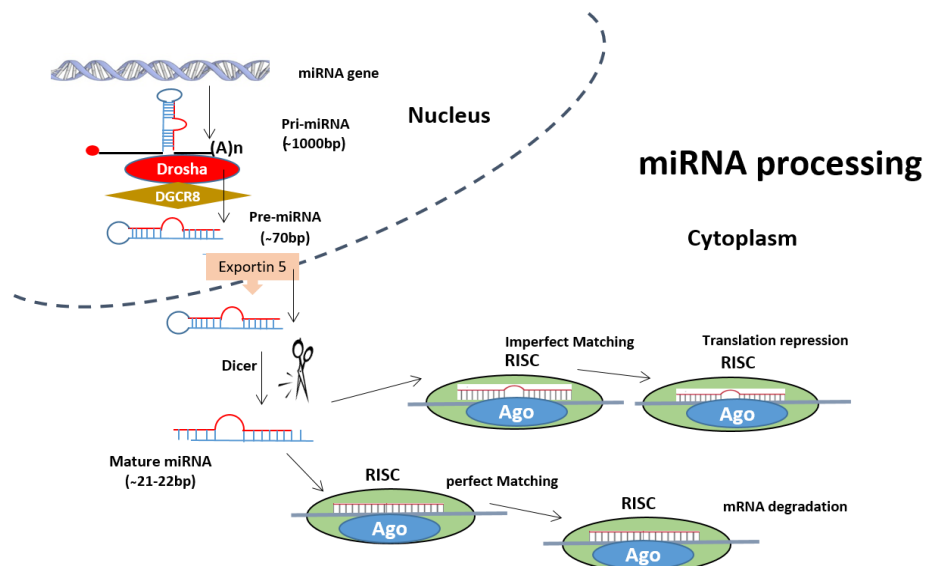 miRNA gene
Nucleus
Pri-miRNA
(~1000bp)
(A)n
miRNA processing
Drosha
DGCR8
Pre-miRNA
(~70bp)
Cytoplasm
Exportin 5
Dicer
Imperfect Matching
RISC
Ago
Translation repression
RISC
Ago
Mature miRNA
(~21-22bp)
RISC
Ago
perfect Matching
RISC
Ago
mRNA degradation